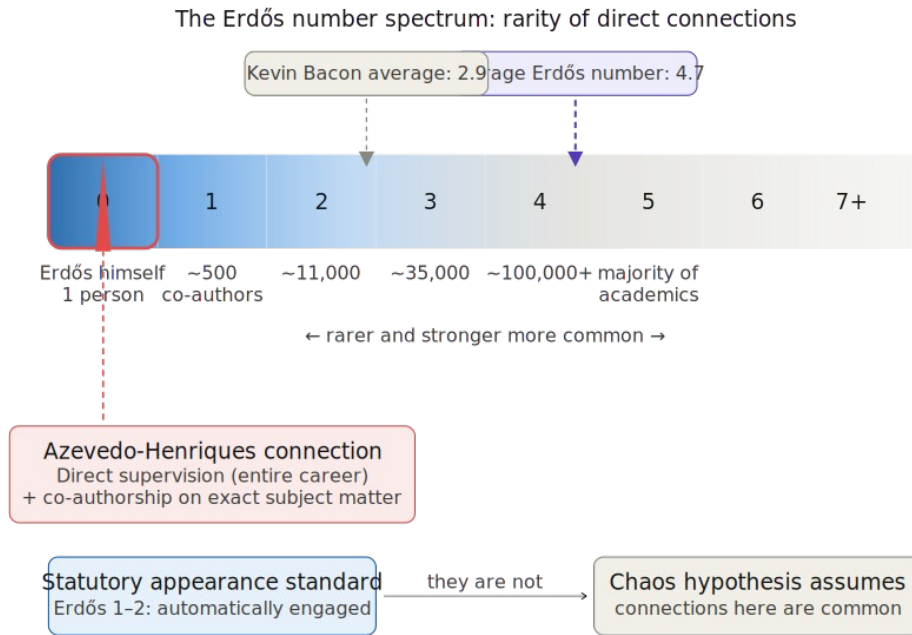 The Erdős number spectrum: rarity of direct connections
Kevin Bacon average: 2.9
rage Erdős number: 4.7
0
1
2
3
4
5
6
7+
Erdős himself
1 person
~500
co-authors
~11,000
~35,000
~100,000+
majority of
academics
← rarer and stronger more common →
Azevedo-Henriques connection
Direct supervision (entire career)
+ co-authorship on exact subject matter
Statutory appearance standard
Erdős 1–2: automatically engaged
they are not
Chaos hypothesis assumes
connections here are common